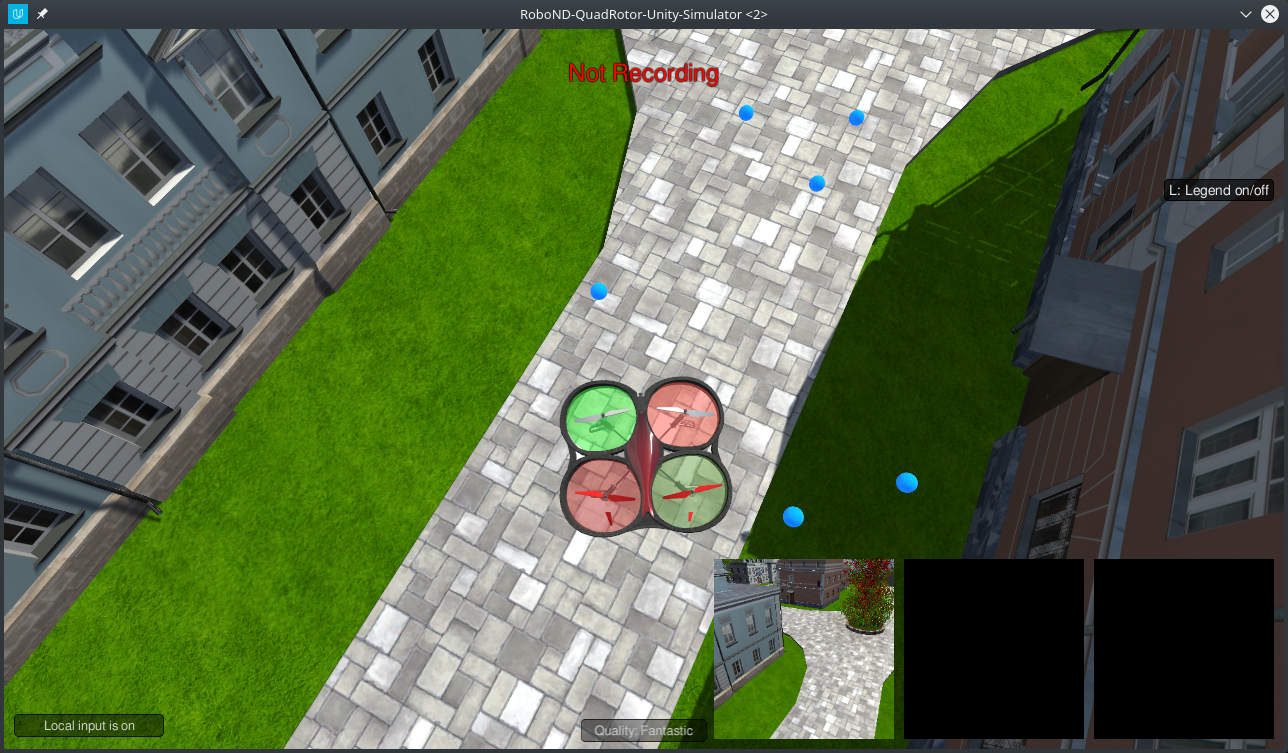 RoboND-QuadRotor-Unity-Simulator <2>
Not Recording
L: Legend on/off
Local input is on
Quality: Fantastic